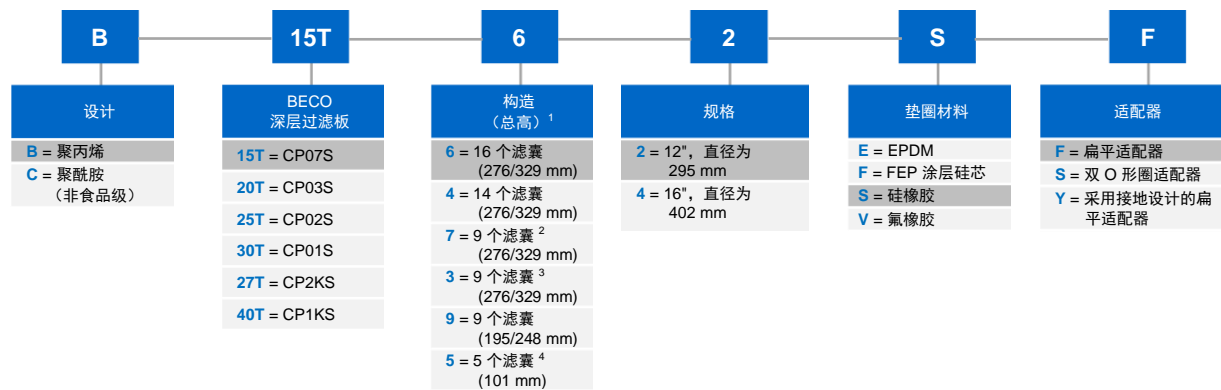 B 15T 6 2 S F
设计
B = 聚丙烯
C = 聚酰胺
（非食品级）
BECO
深层过滤板
15T = CP07S
20T = CP03S
25T = CP02S
30T = CP01S
27T = CP2KS
40T = CP1KS
构造
（总高）1
6 = 16 个滤囊
(276/329 mm)
4 = 14 个滤囊
(276/329 mm)
7 = 9 个滤囊 2
(276/329 mm)
3 = 9 个滤囊 3
(276/329 mm)
9 = 9 个滤囊
(195/248 mm)
5 = 5 个滤囊 4
(101 mm)
规格
2 = 12"，直径为
295 mm
4 = 16"，直径为
402 mm
垫圈材料
E = EPDM
F = FEP 涂层硅芯
S = 硅橡胶
V = 氟橡胶
适配器
F = 扁平适配器
S = 双 O 形圈适配器
Y = 采用接地设计的扁
平适配器